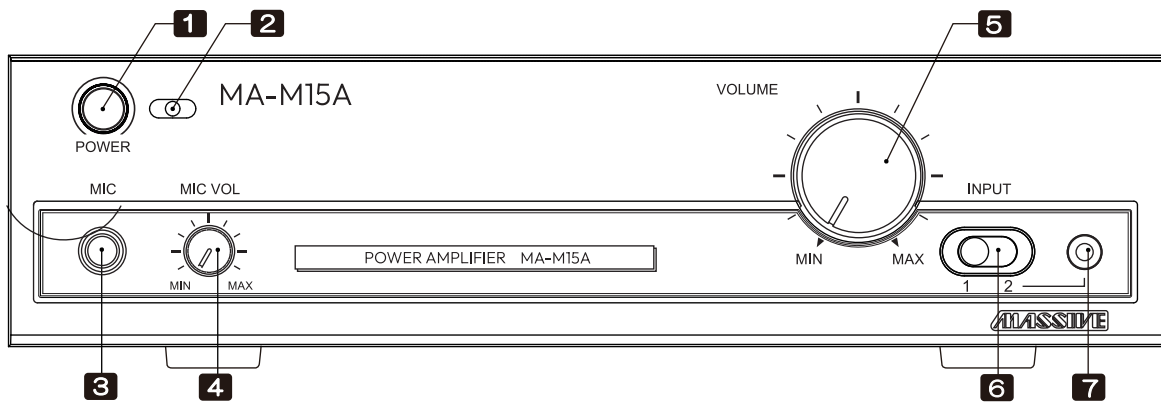 1 2 5
MA-M15A
VOLUME
POWER
MIC MIC VOL INPUT
POWER AMPLIFIER MA-M15A
MIN MAX
MIN MAX
1 2
MASSIVE
3 4 6 7